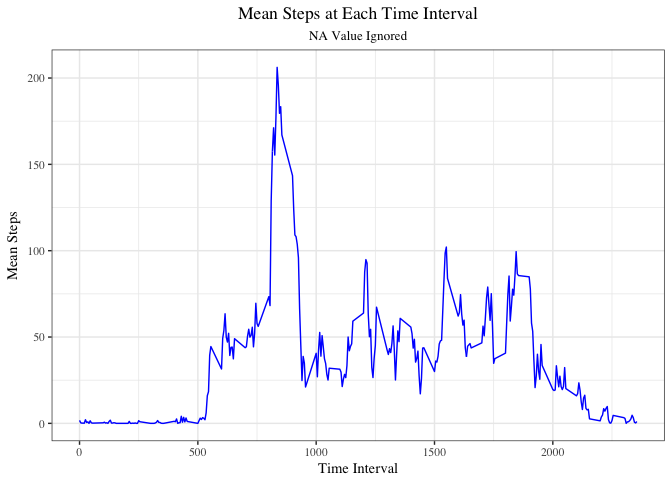 Mean Steps at Each Time Interval
NA Value Ignored
Mean Steps
200
150
100
50
0
0 500 1000 1500 2000
Time Interval